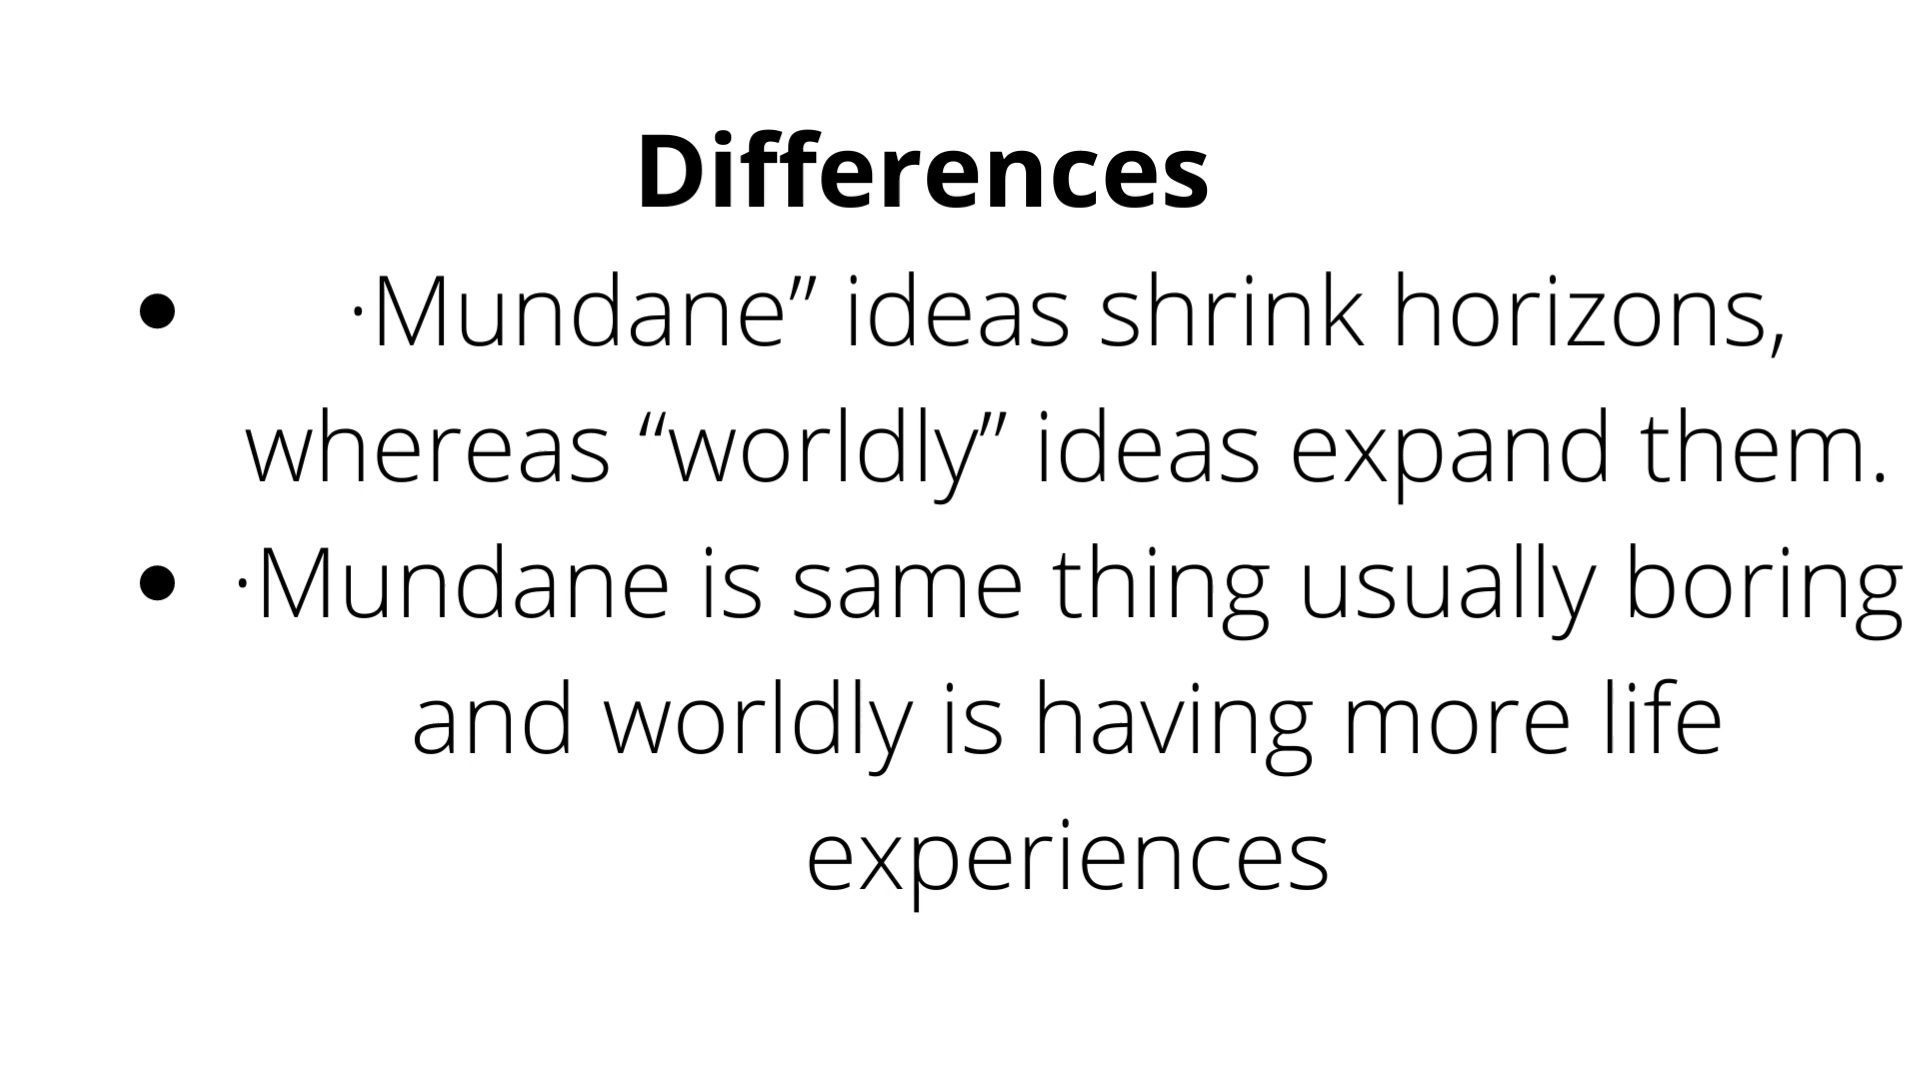 Differences
• ·Mundane” ideas shrink horizons,
whereas “worldly” ideas expand them.
• ·Mundane is same thing usually boring
and worldly is having more life
experiences